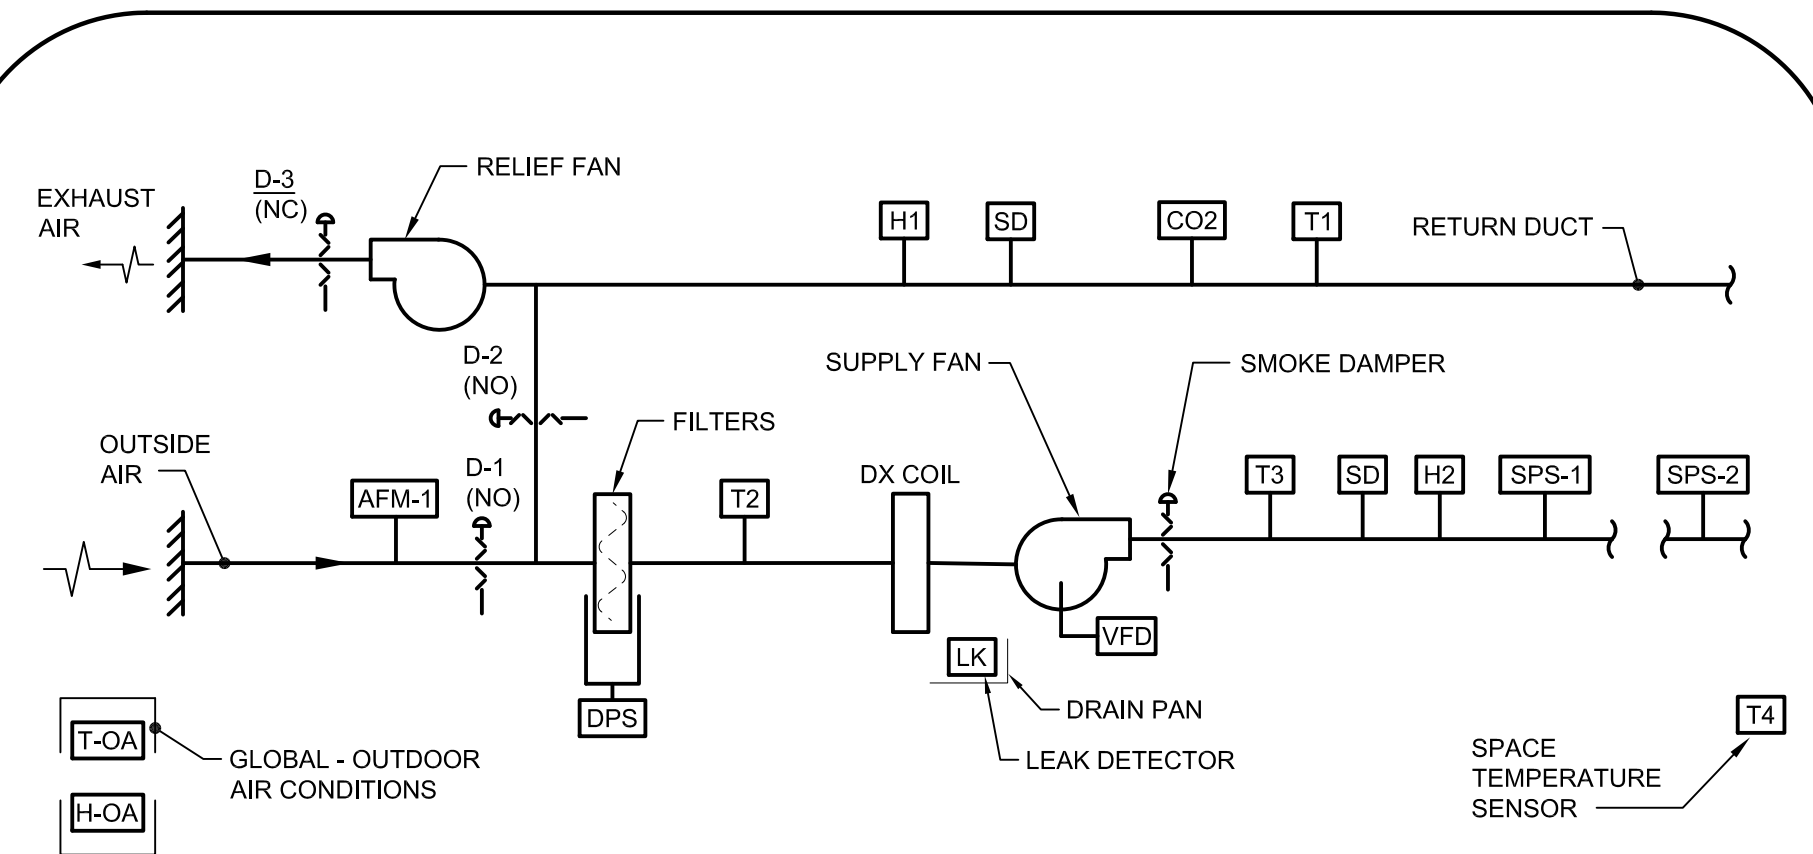 RELIEF FAN
D-3
(NC)
EXHAUST
AIR
H1
SD
CO2
T1
RETURN DUCT
D-2
(NO)
SUPPLY FAN
SMOKE DAMPER
FILTERS
OUTSIDE
AIR
D-1
(NO)
AFM-1
T2
DX COIL
T3
SD
H2
SPS-1
SPS-2
VFD
LK
DRAIN PAN
DPS
LEAK DETECTOR
T-OA
H-OA
GLOBAL - OUTDOOR
AIR CONDITIONS
T4
SPACE
TEMPERATURE
SENSOR